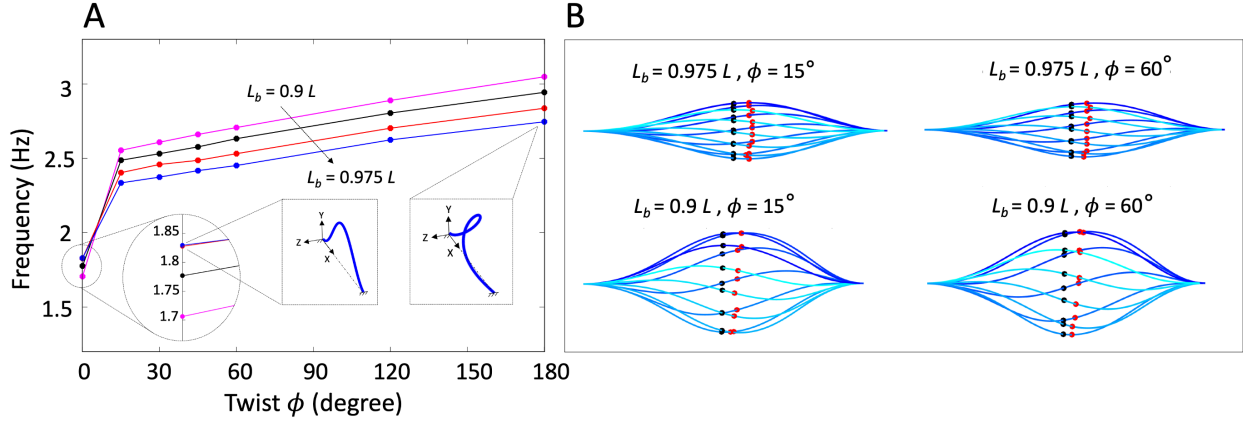 A
Frequency (Hz)
3
2.5
2
1.5
L_b = 0.9 L
L_b = 0.975 L
1.85
1.8
1.75
1.7
Y
Z
X
Y
Z
X
0
30
60
90
120
150
180
Twist ϕ (degree)
B
L_b = 0.975 L , ϕ = 15°
L_b = 0.975 L , ϕ = 60°
L_b = 0.9 L , ϕ = 15°
L_b = 0.9 L , ϕ = 60°